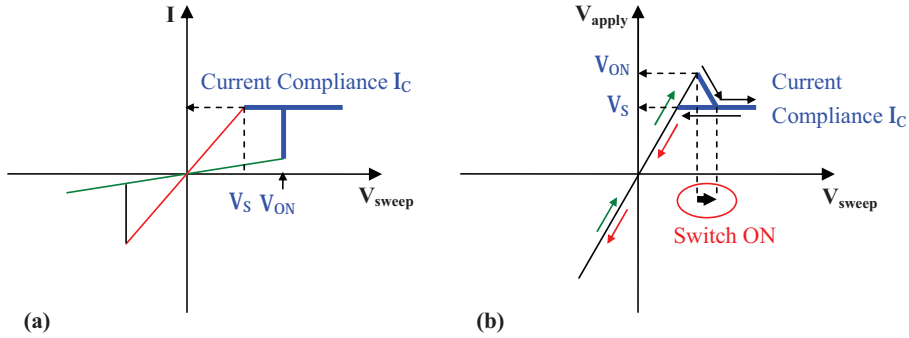 I
Current Compliance I_C
V_S V_ON
V_sweep
(a)
V_apply
V_ON
V_S
Current
Compliance I_C
V_sweep
Switch ON
(b)